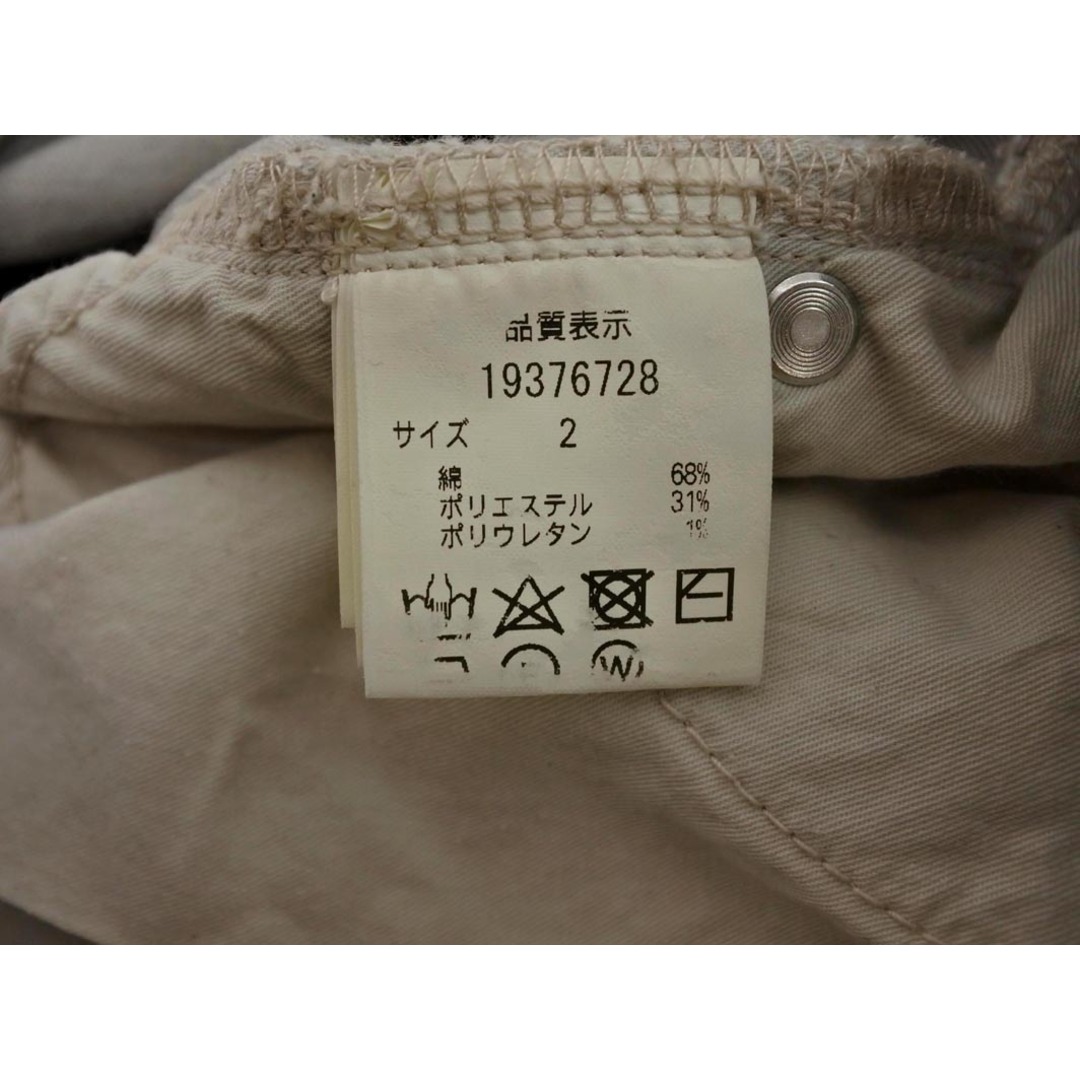 品質表示
19376728
サイズ 2
綿 68%
ポリエステル 31%
ポリウレタン 1%
W